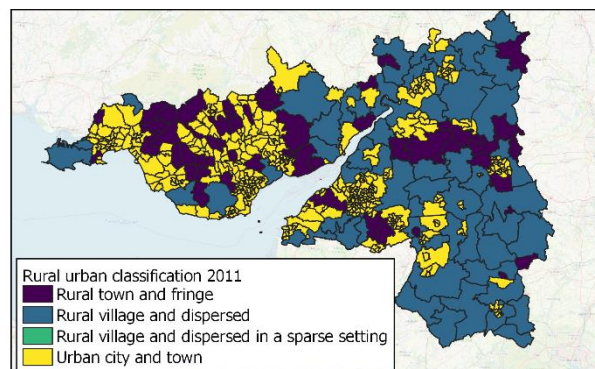 Rural urban classification 2011
Rural town and fringe
Rural village and dispersed
Rural village and dispersed in a sparse setting
Urban city and town